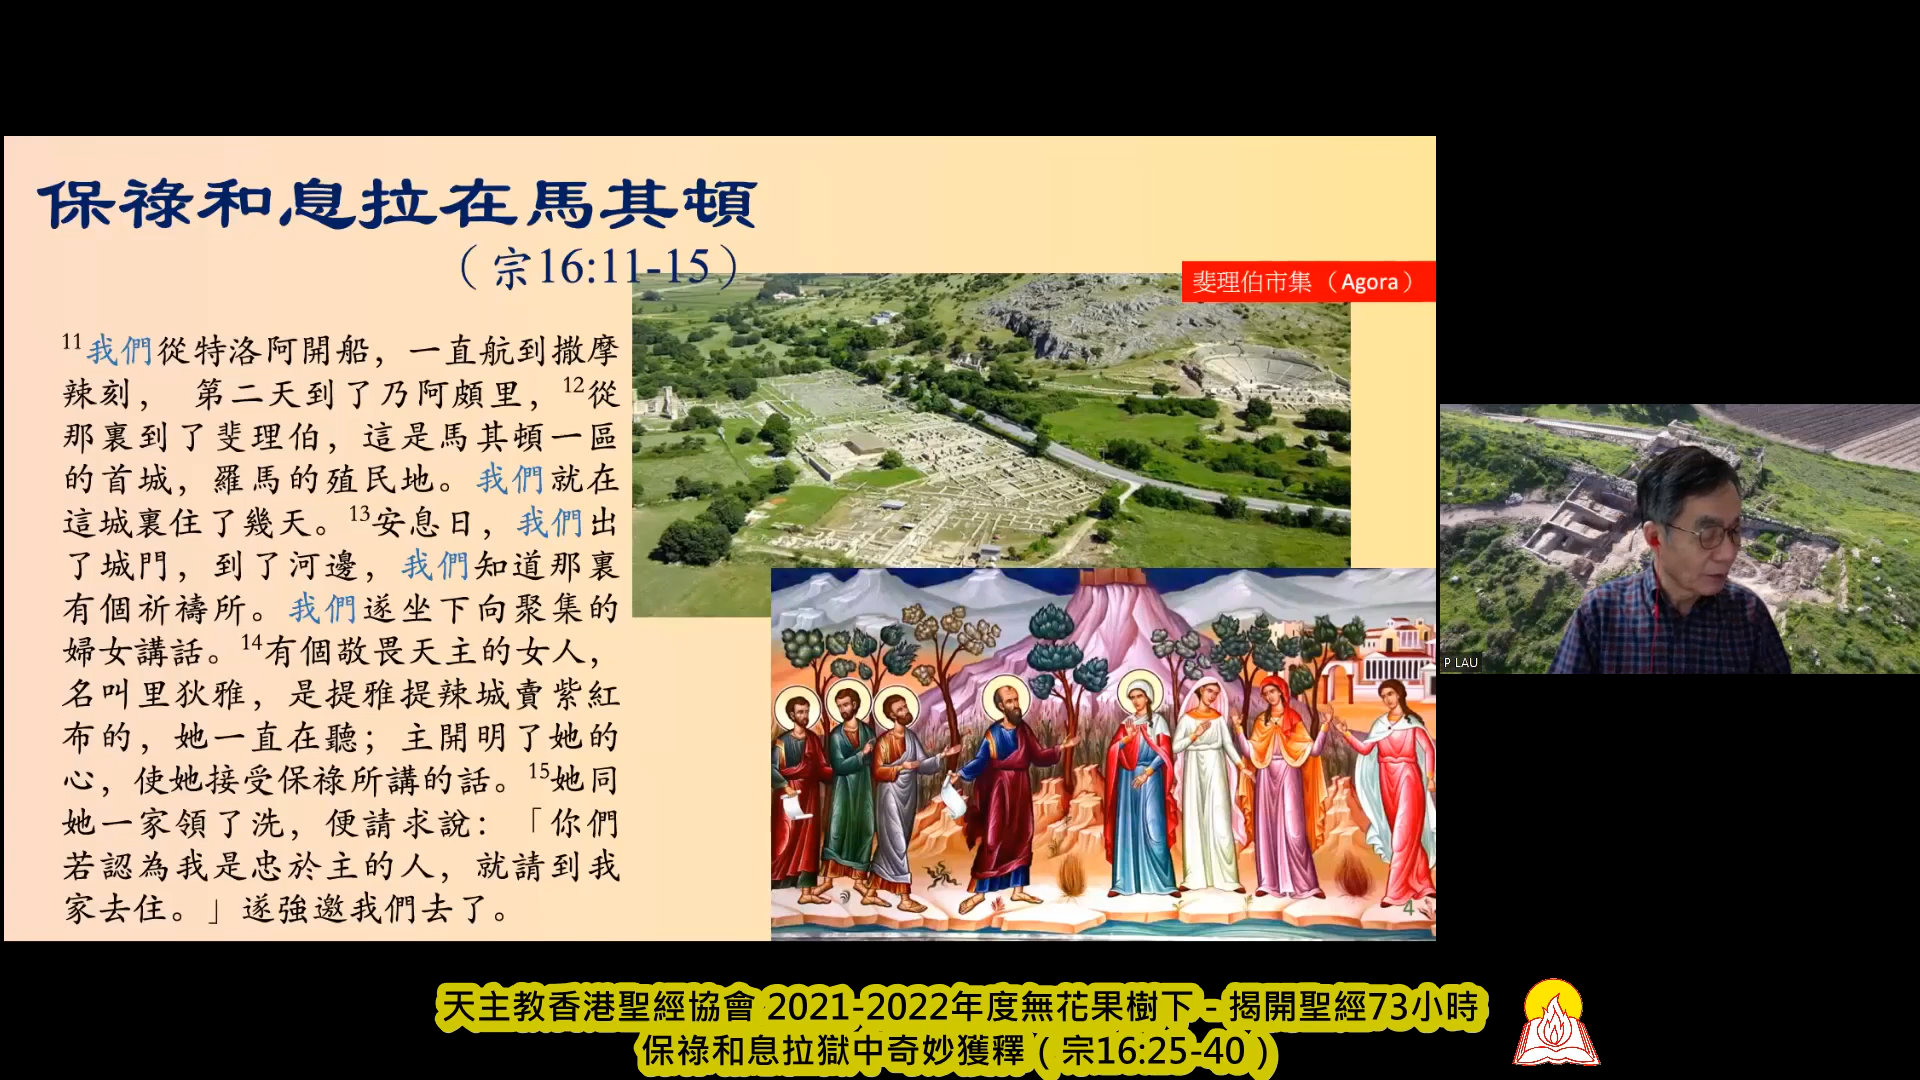 保祿和息拉在馬其頓
（宗16:11-15）
斐理伯市集（Agora）
11我們從特洛阿開船，一直航到撒摩
辣刻， 第二天到了乃阿頗里，12從
那裏到了斐理伯，這是馬其頓一區
的首城，羅馬的殖民地。我們就在
這城裏住了幾天。13安息日，我們出
了城門，到了河邊，我們知道那裏
有個祈禱所。我們遂坐下向聚集的
婦女講話。14有個敬畏天主的女人，
名叫里狄雅，是提雅提辣城賣紫紅
布的，她一直在聽；主開明了她的
心，使她接受保祿所講的話。15她同
她一家領了洗，便請求說：「你們
若認為我是忠於主的人，就請到我
家去住。」遂強邀我們去了。
4
P LAU
天主教香港聖經協會 2021-2022年度無花果樹下 - 揭開聖經73小時
保祿和息拉獄中奇妙獲釋（宗16:25-40）